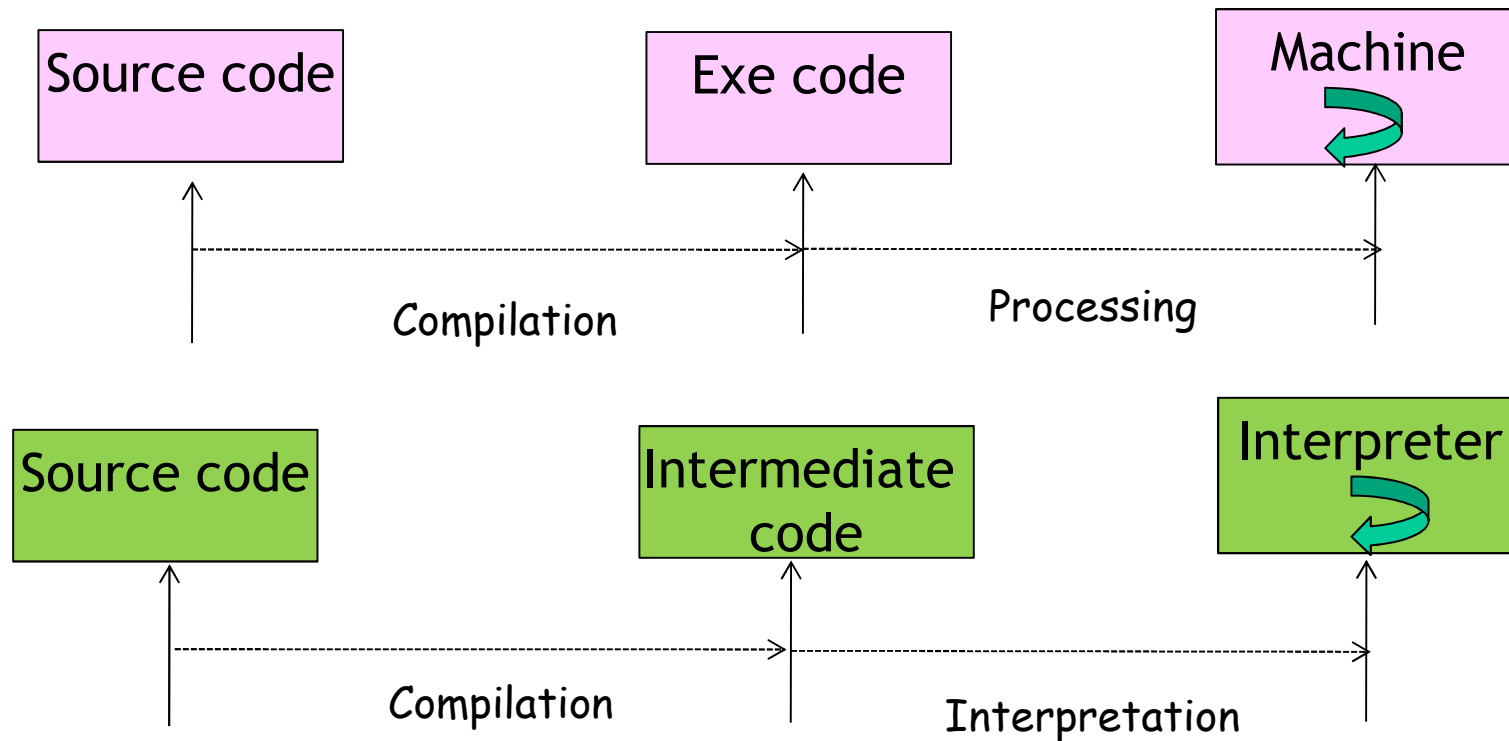 Source code
Exe code
Machine
Compilation
Processing
Source code
Intermediate
code
Interpreter
Compilation
Interpretation